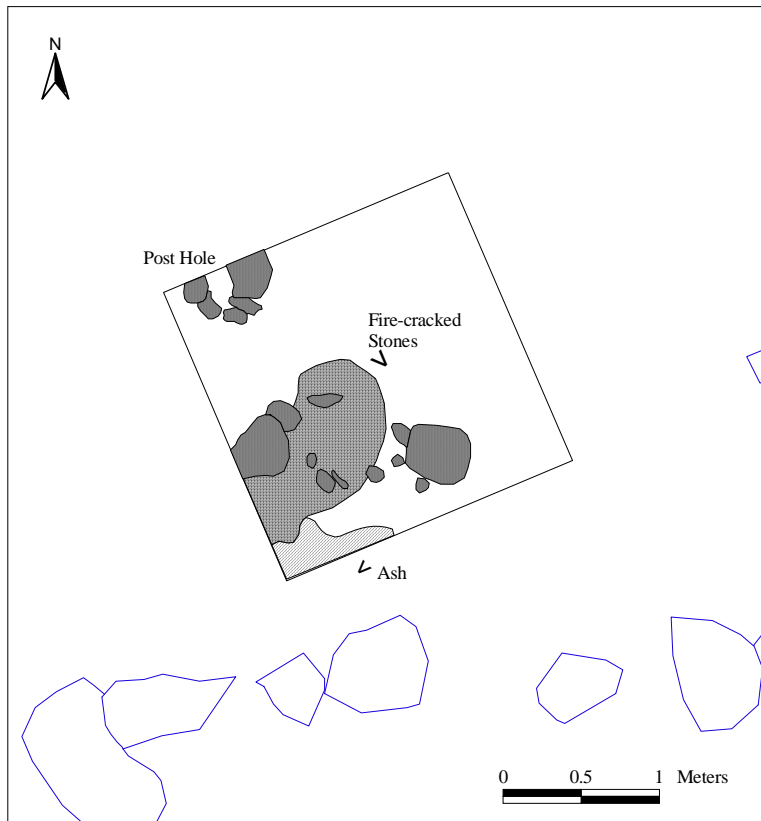 N
Post Hole
Fire-cracked
Stones
Ash
0 0.5 1 Meters